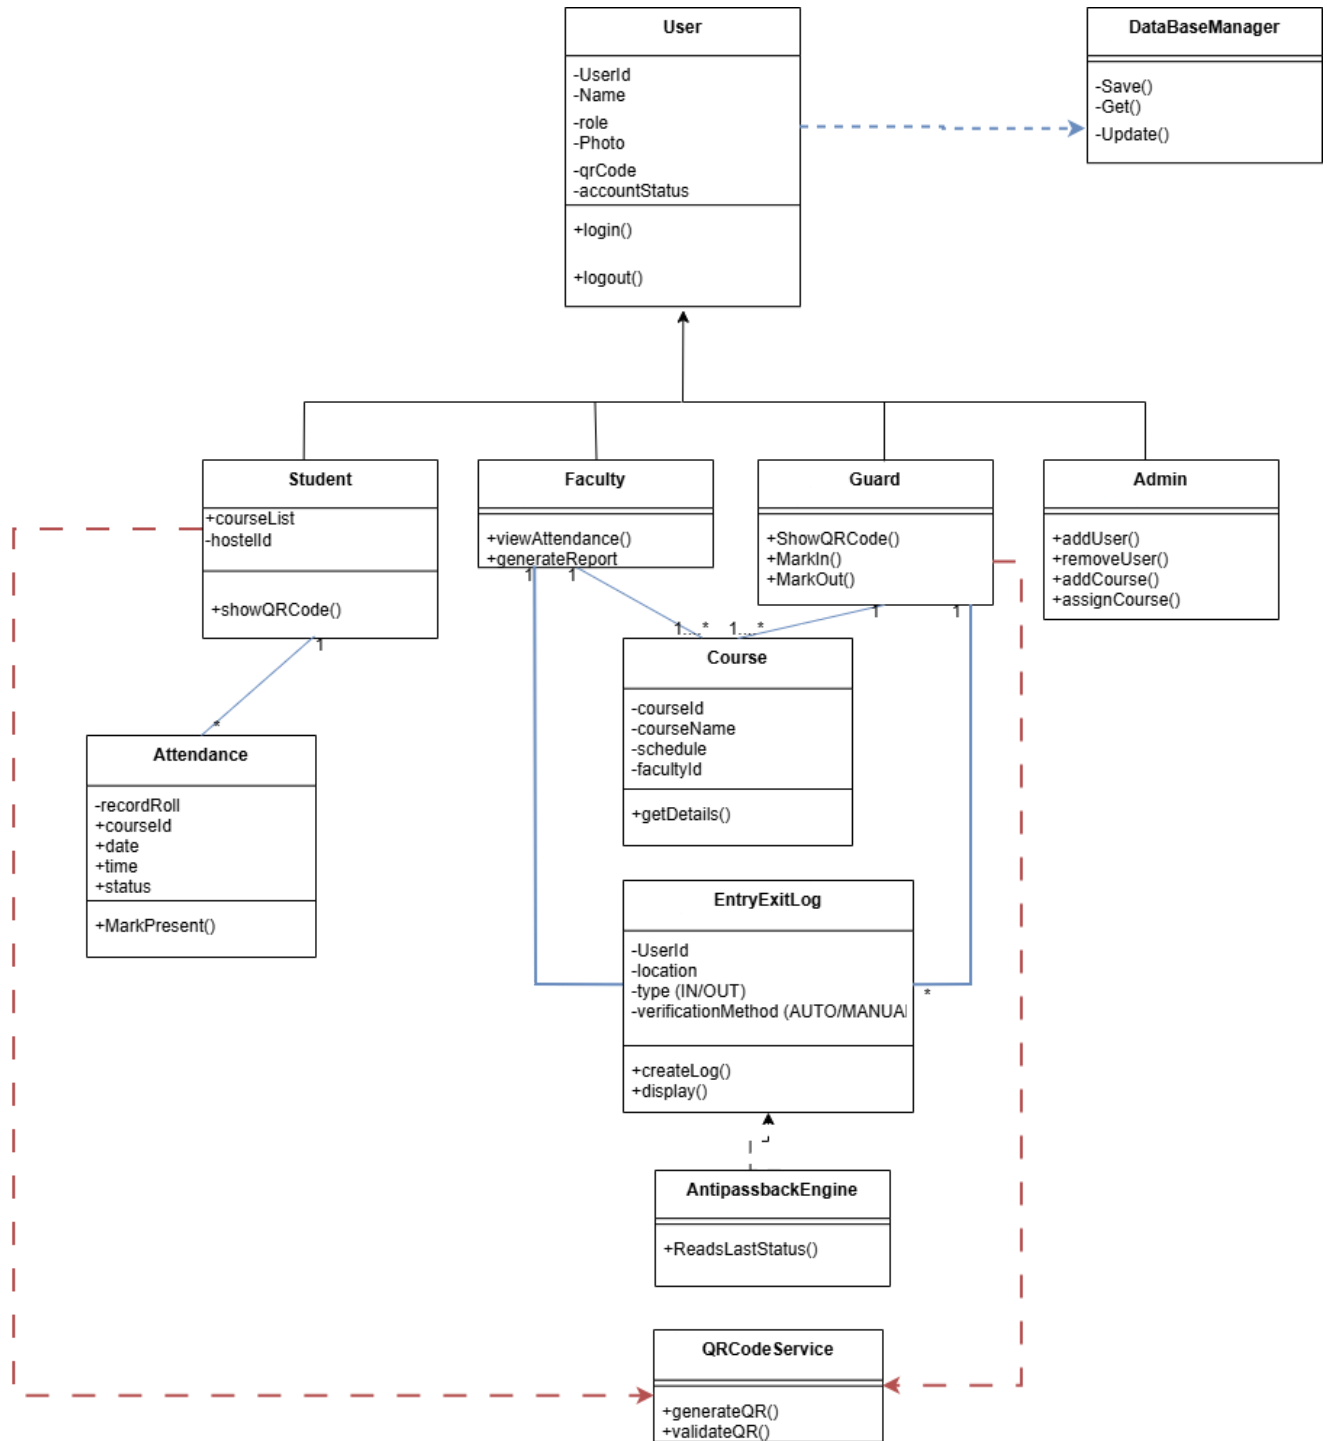 User
-UserId
-Name
-role
-Photo
-qrCode
-accountStatus
+login()
+logout()
DataBaseManager
-Save()
-Get()
-Update()
Student
+courseList
-hostelId
+showQRCode()
1
Faculty
+viewAttendance()
+generateReport
1
1
Guard
+ShowQRCode()
+MarkIn()
+MarkOut()
1
1
Admin
+addUser()
+removeUser()
+addCourse()
+assignCourse()
1....*
1....*
Course
-courseId
-courseName
-schedule
-facultyId
+getDetails()
*
Attendance
-recordRoll
+courseId
+date
+time
+status
+MarkPresent()
EntryExitLog
-UserId
-location
-type (IN/OUT)
-verificationMethod (AUTO/MANUAL
*
+createLog()
+display()
AntipassbackEngine
+ReadsLastStatus()
QRCodeService
+generateQR()
+validateQR()